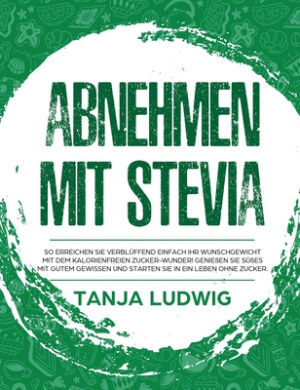 ABNEHMEN
MIT STEVIA
SO ERREICHEN SIE VERBLÜFFEND EINFACH IHR WUNSCHGEWICHT
MIT DEM KALORIENFREIEN ZUCKER-WUNDER! GENIEßEN SIE SÜßES
MIT GUTEM GEWISSEN UND STARTEN SIE IN EIN LEBEN OHNE ZUCKER.
TANJA LUDWIG